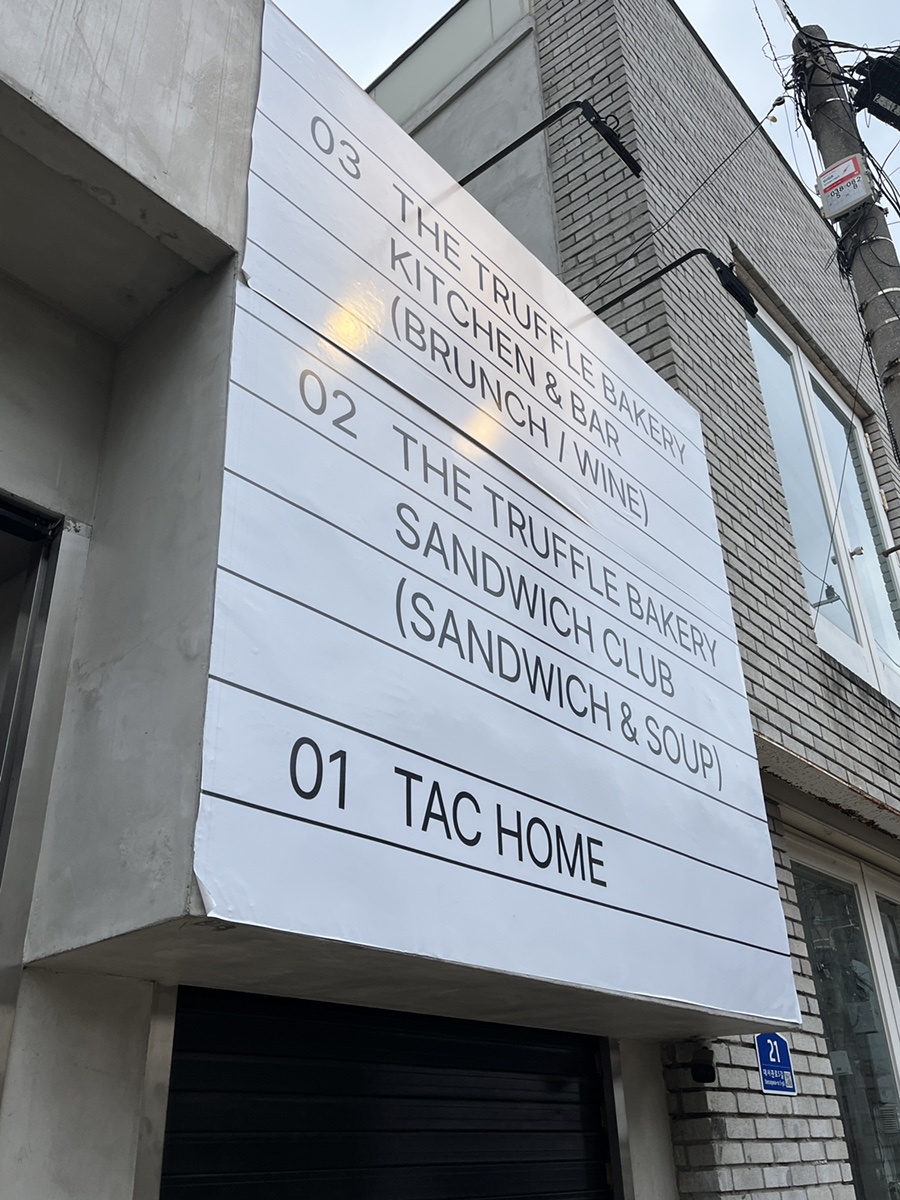 03 THE TRUFFLE BAKERY
KITCHEN & BAR
(BRUNCH / WINE)
02 THE TRUFFLE BAKERY
SANDWICH CLUB
(SANDWICH & SOUP)
01 TAC HOME
21